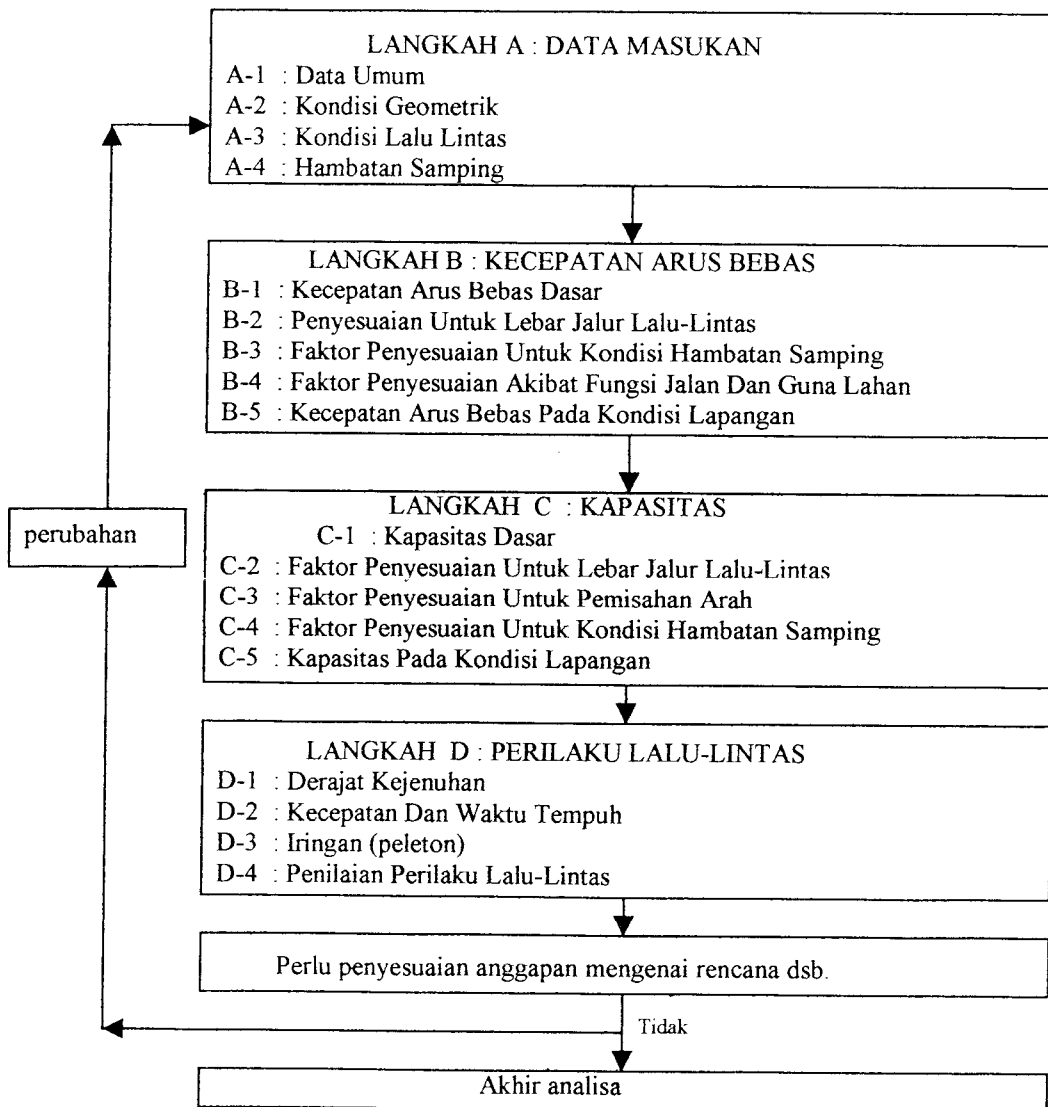 LANGKAH A : DATA MASUKAN
A-1 : Data Umum
A-2 : Kondisi Geometrik
A-3 : Kondisi Lalu Lintas
A-4 : Hambatan Samping
LANGKAH B : KECEPATAN ARUS BEBAS
B-1 : Kecepatan Arus Bebas Dasar
B-2 : Penyesuaian Untuk Lebar Jalur Lalu-Lintas
B-3 : Faktor Penyesuaian Untuk Kondisi Hambatan Samping
B-4 : Faktor Penyesuaian Akibat Fungsi Jalan Dan Guna Lahan
B-5 : Kecepatan Arus Bebas Pada Kondisi Lapangan
perubahan
LANGKAH C : KAPASITAS
C-1 : Kapasitas Dasar
C-2 : Faktor Penyesuaian Untuk Lebar Jalur Lalu-Lintas
C-3 : Faktor Penyesuaian Untuk Pemisahan Arah
C-4 : Faktor Penyesuaian Untuk Kondisi Hambatan Samping
C-5 : Kapasitas Pada Kondisi Lapangan
LANGKAH D : PERILAKU LALU-LINTAS
D-1 : Derajat Kejenuhan
D-2 : Kecepatan Dan Waktu Tempuh
D-3 : Iringan (peleton)
D-4 : Penilaian Perilaku Lalu-Lintas
Perlu penyesuaian anggapan mengenai rencana dsb.
Tidak
Akhir analisa